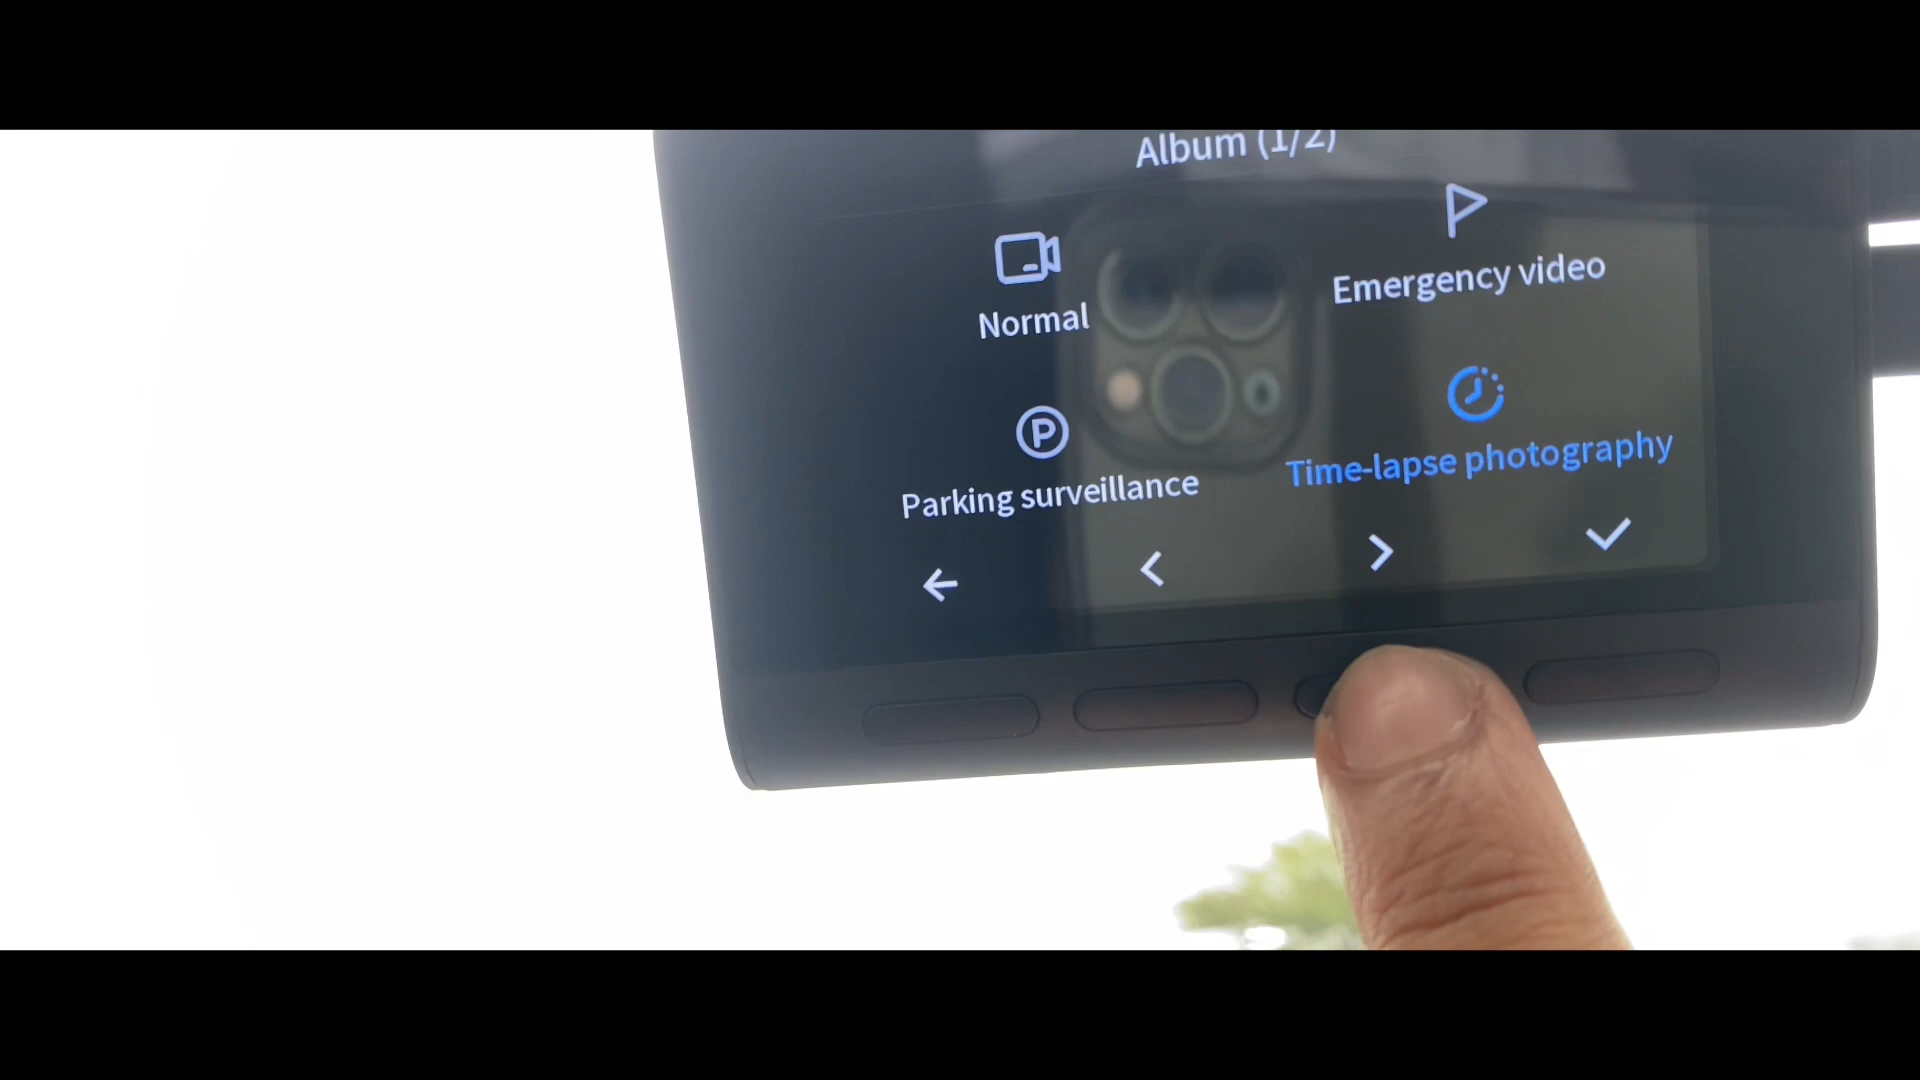 Album (1/2)
Normal
Emergency video
Parking surveillance
Time-lapse photography